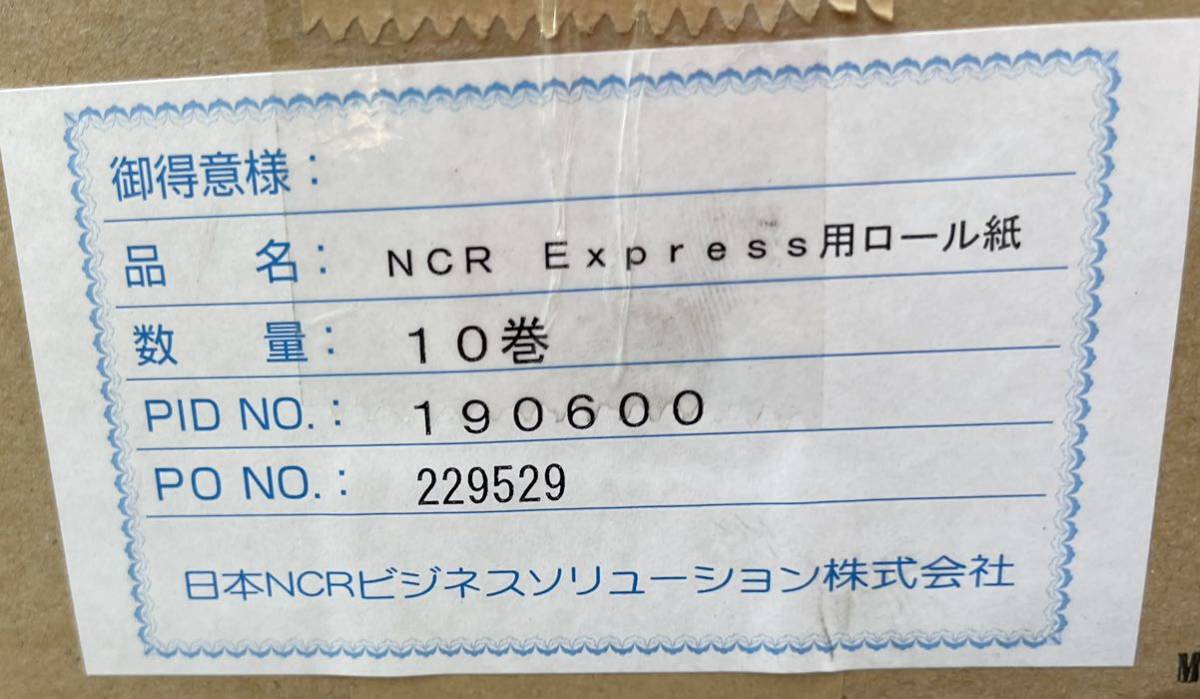 御得意様：
品　名： ＮＣＲ　Ｅｘｐｒｅｓｓ用ロール紙
数　量： １０巻
PID NO.： １９０６００
PO NO.： 229529
日本NCRビジネスソリューション株式会社
M